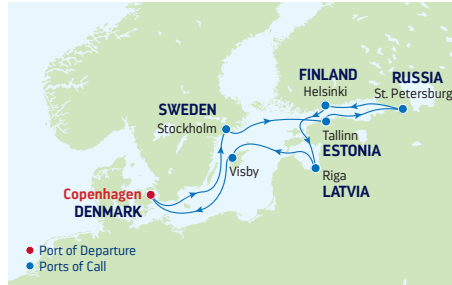 FINLAND
Helsinki
RUSSIA
St. Petersburg
SWEDEN
Stockholm
Tallinn
ESTONIA
Visby
Riga
LATVIA
Copenhagen
DENMARK
Port of Departure
Ports of Call